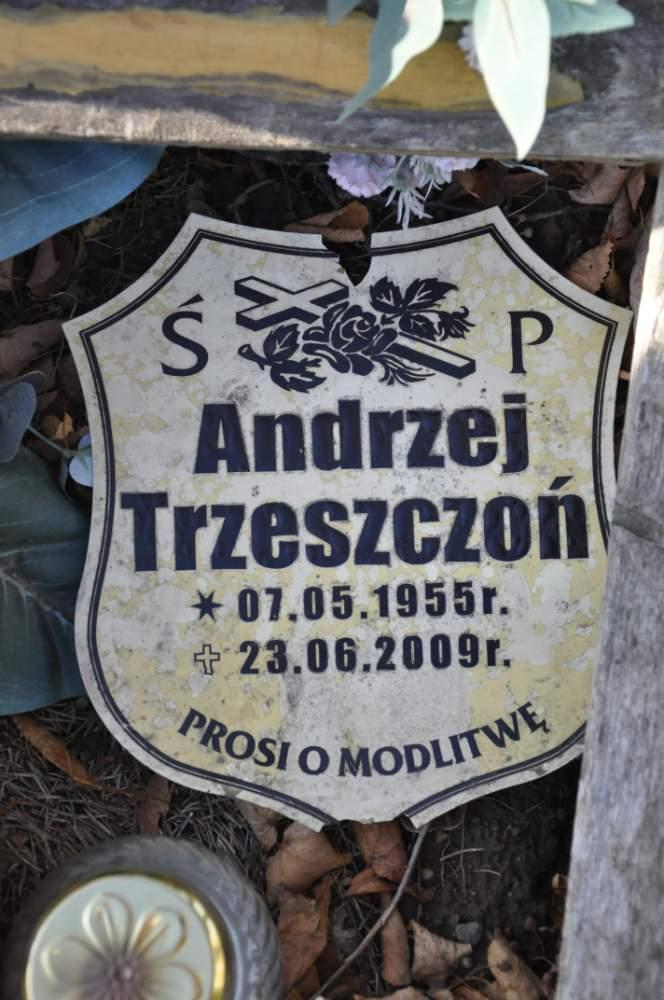 Ś P
Andrzej
Trzeszczoń
07.05.1955r.
23.06.2009r.
PROSI O MODLITWĘ